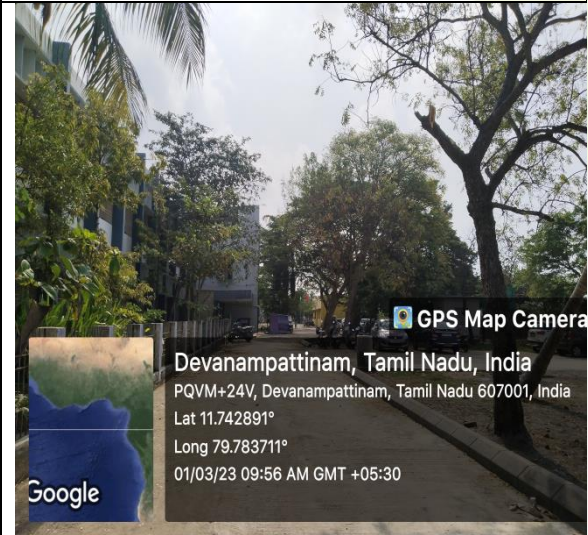 GPS Map Camera
Devanampattinam, Tamil Nadu, India
PQVM+24V, Devanampattinam, Tamil Nadu 607001, India
Lat 11.742891°
Long 79.783711°
01/03/23 09:56 AM GMT +05:30
Google